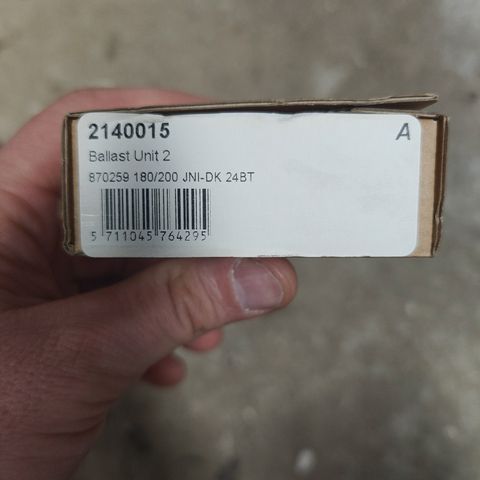 2140015
A
Ballast Unit 2
870259 180/200 JNI-DK 24BT
5 711045 764295